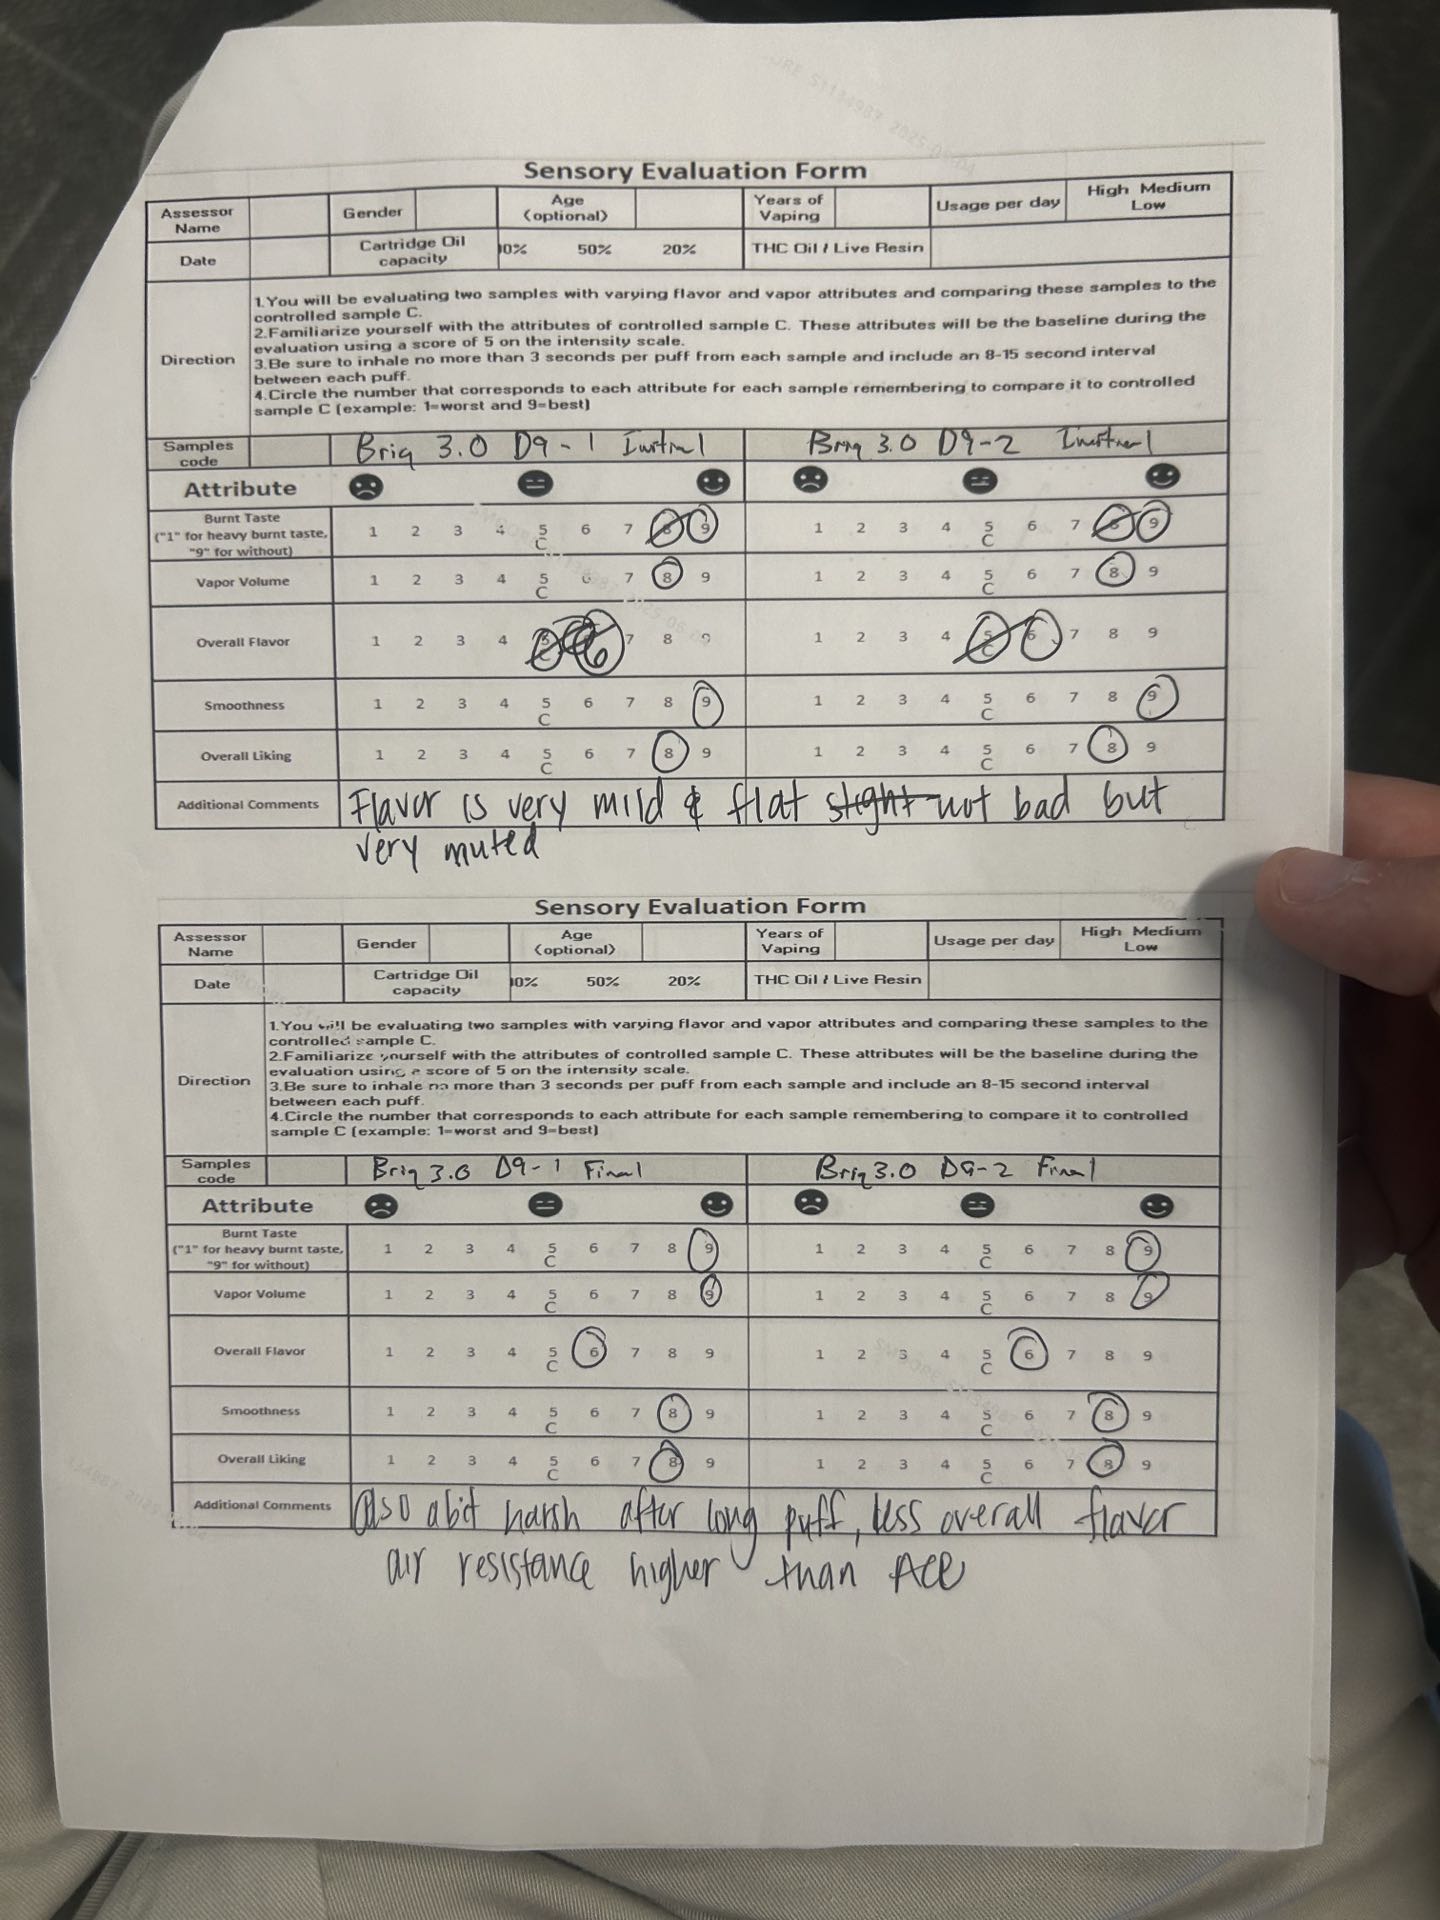 Sensory Evaluation Form
Assessor Name Gender Age (optional) Years of Vaping Usage per day High Medium Low
Date Cartridge Oil capacity 50% 20% THC Oil / Live Resin
Direction
1.You will be evaluating two samples with varying flavor and vapor attributes and comparing these samples to the
controlled sample C.
2.Familiarize yourself with the attributes of controlled sample C. These attributes will be the baseline during the
evaluation using a score of 5 on the intensity scale.
3.Be sure to inhale no more than 3 seconds per puff from each sample and include an 8-15 second interval
between each puff.
4.Circle the number that corresponds to each attribute for each sample remembering to compare it to controlled
sample C (example: 1=worst and 9=best)
Samples code Briq 3.0 D9-1 Briq 3.0 D9-2
Attribute
Burnt Taste
("1" for heavy burnt taste, 1 2 3 4 5 6 7 8 9 1 2 3 4 5 6 7 8 9
"9" for without) C C
Vapor Volume 1 2 3 4 5 6 7 8 9 1 2 3 4 5 6 7 8 9
C C
Overall Flavor 1 2 3 4 5 6 7 8 9 1 2 3 4 5 6 7 8 9
C C
Smoothness 1 2 3 4 5 6 7 8 9 1 2 3 4 5 6 7 8 9
C C
Overall Liking 1 2 3 4 5 6 7 8 9 1 2 3 4 5 6 7 8 9
C C
Additional Comments Flavor is very mild & flat slight not bad but
very muted
Sensory Evaluation Form
Assessor Name Gender Age (optional) Years of Vaping Usage per day High Medium Low
Date Cartridge Oil capacity 50% 20% THC Oil / Live Resin
Direction
1.You will be evaluating two samples with varying flavor and vapor attributes and comparing these samples to the
controlled sample C.
2.Familiarize yourself with the attributes of controlled sample C. These attributes will be the baseline during the
evaluation using a score of 5 on the intensity scale.
3.Be sure to inhale no more than 3 seconds per puff from each sample and include an 8-15 second interval
between each puff.
4.Circle the number that corresponds to each attribute for each sample remembering to compare it to controlled
sample C (example: 1=worst and 9=best)
Samples code Briq 3.0 D9-1 Final Briq 3.0 D9-2 Final
Attribute
Burnt Taste
("1" for heavy burnt taste, 1 2 3 4 5 6 7 8 9 1 2 3 4 5 6 7 8 9
"9" for without) C C
Vapor Volume 1 2 3 4 5 6 7 8 9 1 2 3 4 5 6 7 8 9
C C
Overall Flavor 1 2 3 4 5 6 7 8 9 1 2 3 4 5 6 7 8 9
C C
Smoothness 1 2 3 4 5 6 7 8 9 1 2 3 4 5 6 7 8 9
C C
Overall Liking 1 2 3 4 5 6 7 8 9 1 2 3 4 5 6 7 8 9
C C
Additional Comments Also a bit harsh after long puff, less overall flavor
air resistance higher than Ace